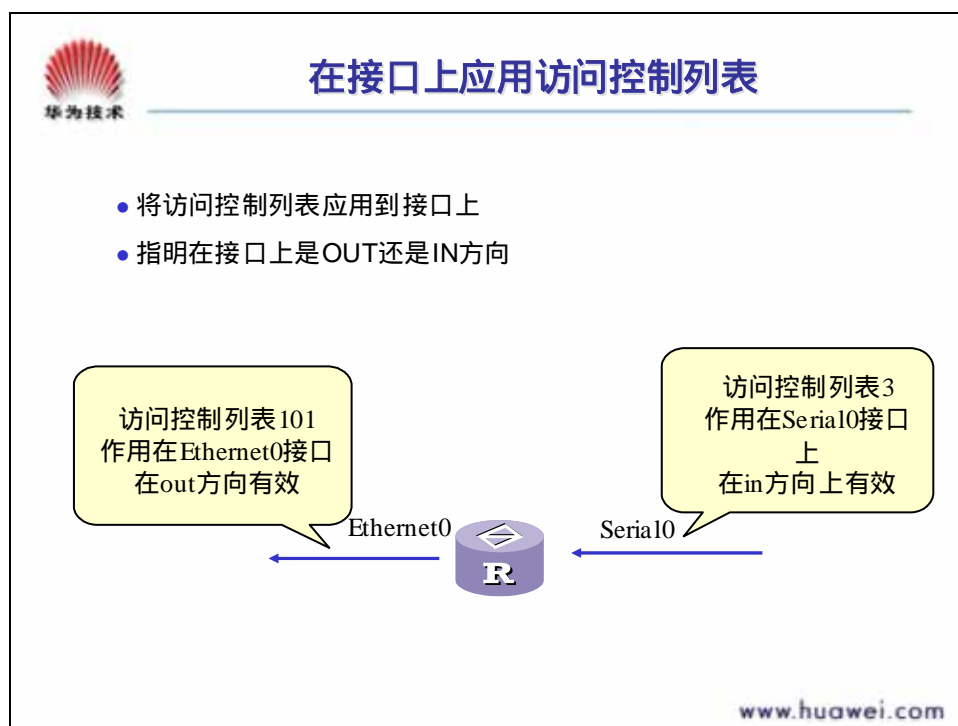 在接口上应用访问控制列表
华为技术
将访问控制列表应用到接口上
指明在接口上是OUT还是IN方向
访问控制列表101
作用在Ethernet0接口
在out方向有效
访问控制列表3
作用在Serial0接口
上
在in方向上有效
Ethernet0
Serial0
R
www.huawei.com